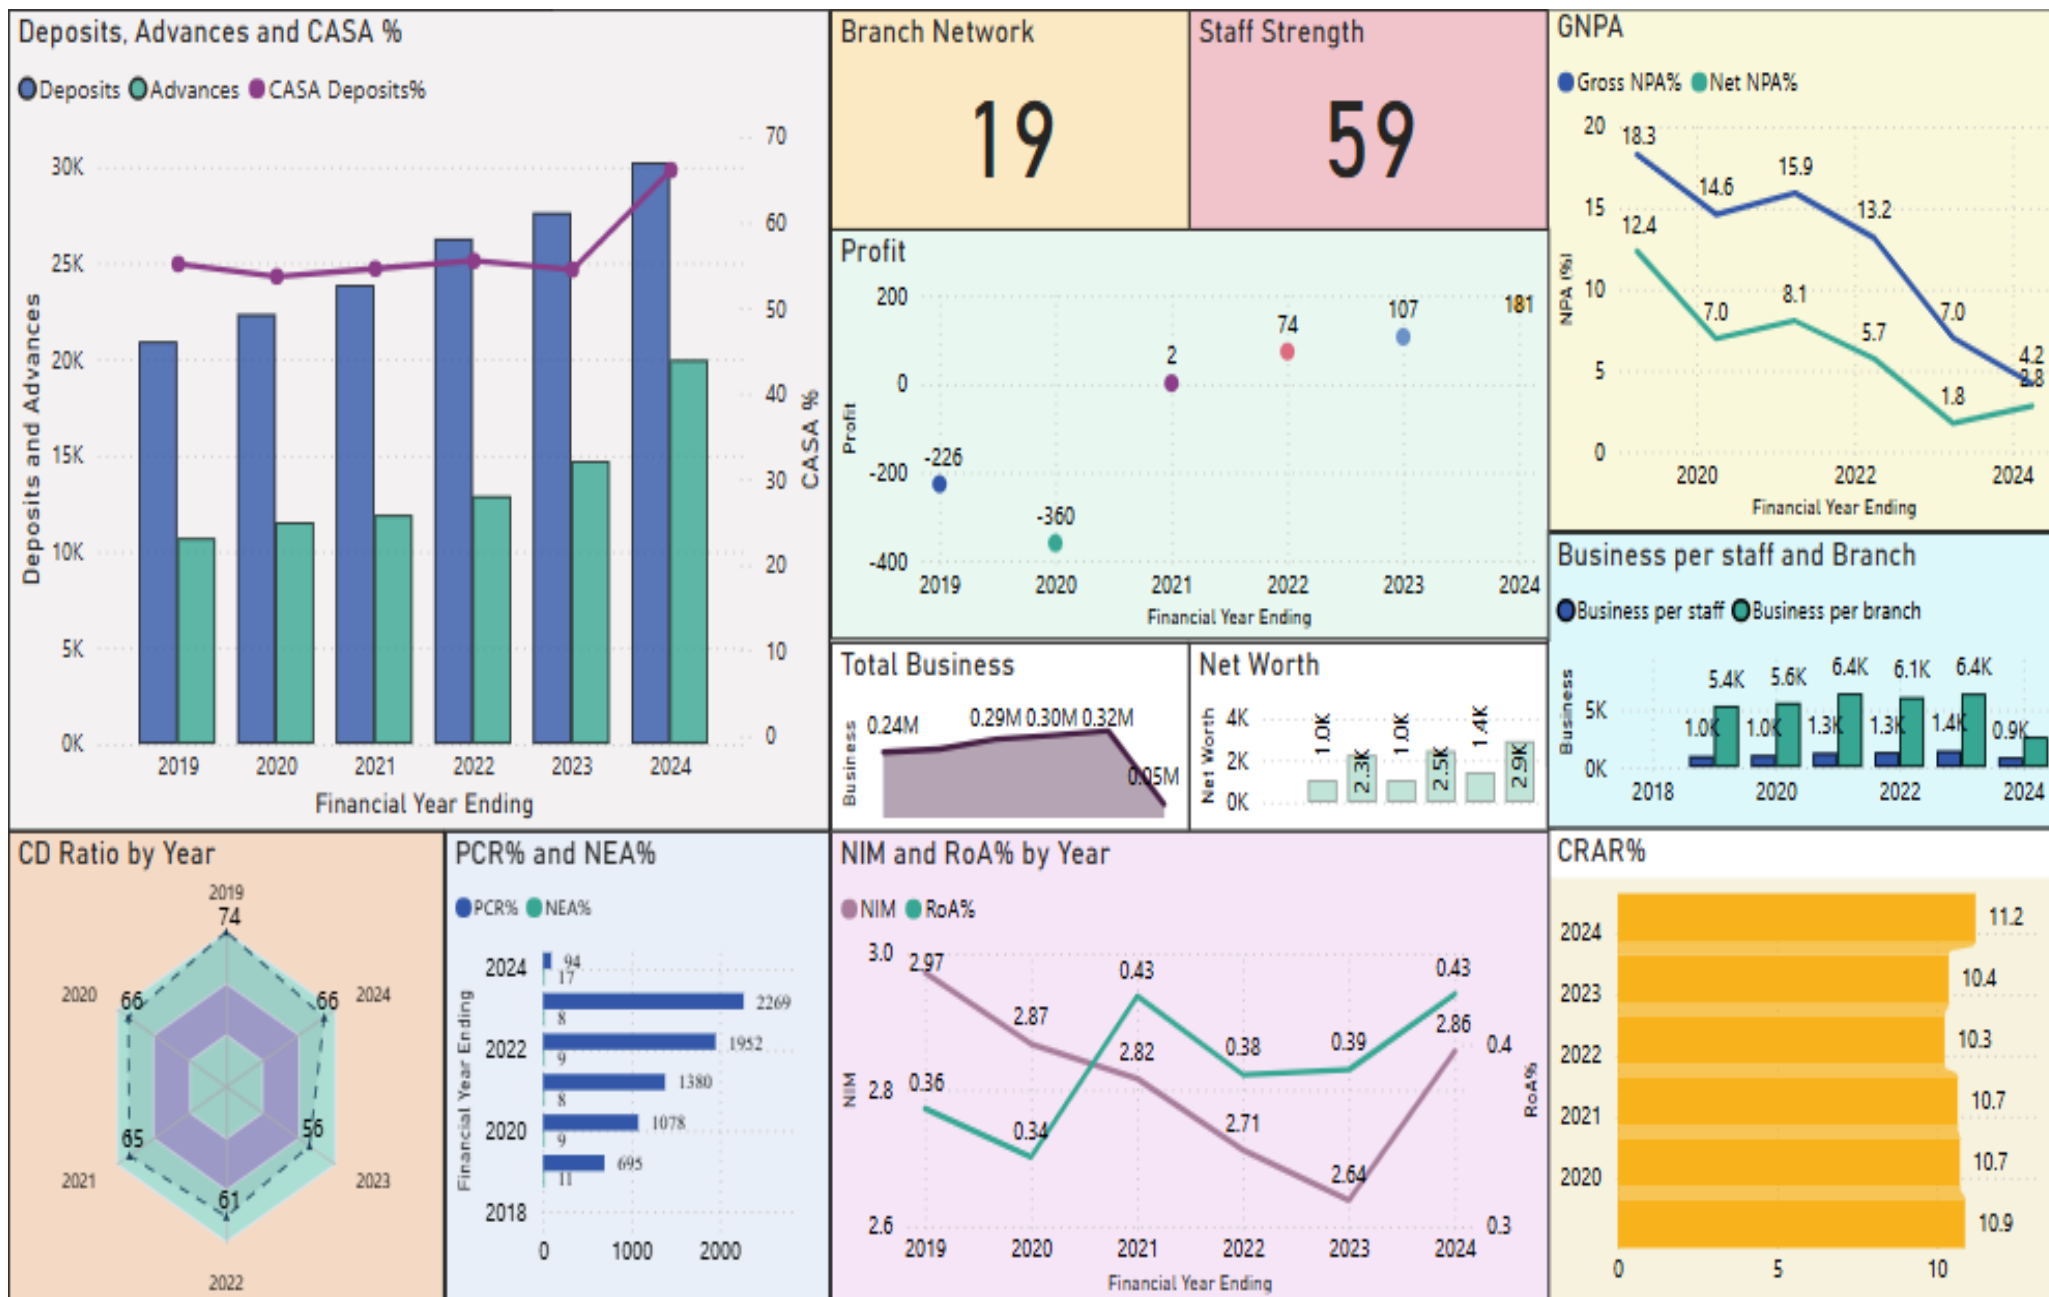 Deposits, Advances and CASA %
Deposits Advances CASA Deposits%
Deposits and Advances
30K
25K
20K
15K
10K
5K
0K
70
60
50
40
30
20
10
0
CASA %
2019 2020 2021 2022 2023 2024
Financial Year Ending
Branch Network
19
Staff Strength
59
Profit
Profit
200
0
-200
-400
-226
-360
2
74
107
181
2019 2020 2021 2022 2023 2024
Financial Year Ending
GNPA
Gross NPA% Net NPA%
NPA (%)
20
15
10
5
0
18.3
14.6
15.9
13.2
7.0
4.2
12.4
7.0
8.1
5.7
1.8
2.8
2020 2022 2024
Financial Year Ending
Total Business
Business
0.24M 0.29M 0.30M 0.32M 0.05M
Net Worth
Net Worth
4K
2K
0K
1.0K 2.3K 1.0K 2.5K 1.4K 2.9K
Business per staff and Branch
Business per staff Business per branch
Business
5K
0K
5.4K 5.6K 6.4K 6.1K 6.4K
1.0K 1.0K 1.3K 1.3K 1.4K 0.9K
2018 2020 2022 2024
CD Ratio by Year
2019
74
2020
66
66
2024
2021
65
56
2023
61
2022
PCR% and NEA%
PCR% NEA%
Financial Year Ending
2024
2022
2020
2018
94
17
2269
8
1952
9
1380
8
1078
9
695
11
0 1000 2000
NIM and RoA% by Year
NIM RoA%
NIM
3.0
2.8
2.6
2.97
2.87
2.82
2.71
2.64
2.86
0.36
0.34
0.43
0.38
0.39
0.43
0.4
0.3
RoA%
2019 2020 2021 2022 2023 2024
Financial Year Ending
CRAR%
2024
2023
2022
2021
2020
11.2
10.4
10.3
10.7
10.7
10.9
0 5 10